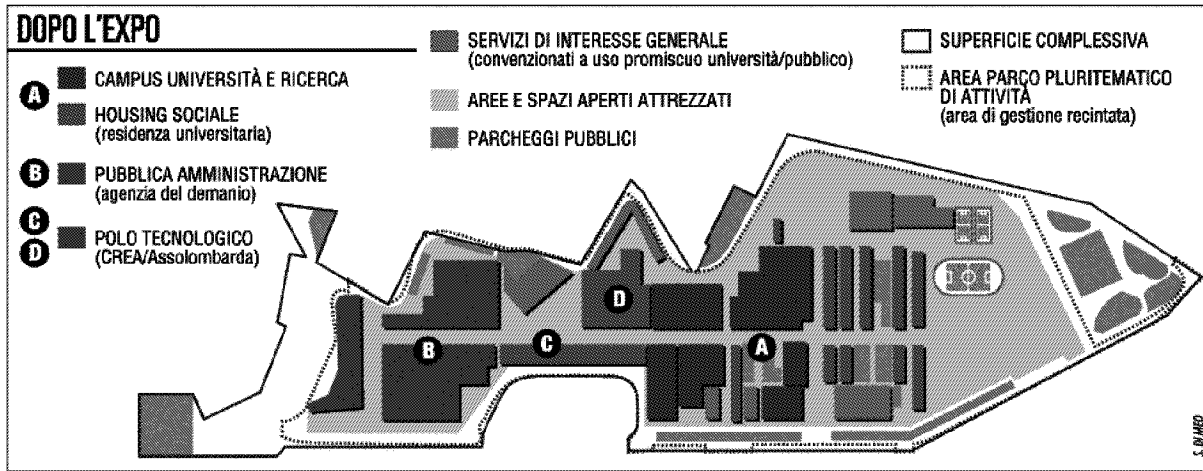 DOPO L'EXPO
A
CAMPUS UNIVERSITÀ E RICERCA
HOUSING SOCIALE
(residenza universitaria)
B
PUBBLICA AMMINISTRAZIONE
(agenzia del demanio)
C
D
POLO TECNOLOGICO
(CREA/Assolombarda)
SERVIZI DI INTERESSE GENERALE
(convenzionati a uso promiscuo università/pubblico)
AREE E SPAZI APERTI ATTREZZATI
PARCHEGGI PUBBLICI
SUPERFICIE COMPLESSIVA
AREA PARCO PLURITEMATICO
DI ATTIVITÀ
(area di gestione recintata)
D
B
C
A